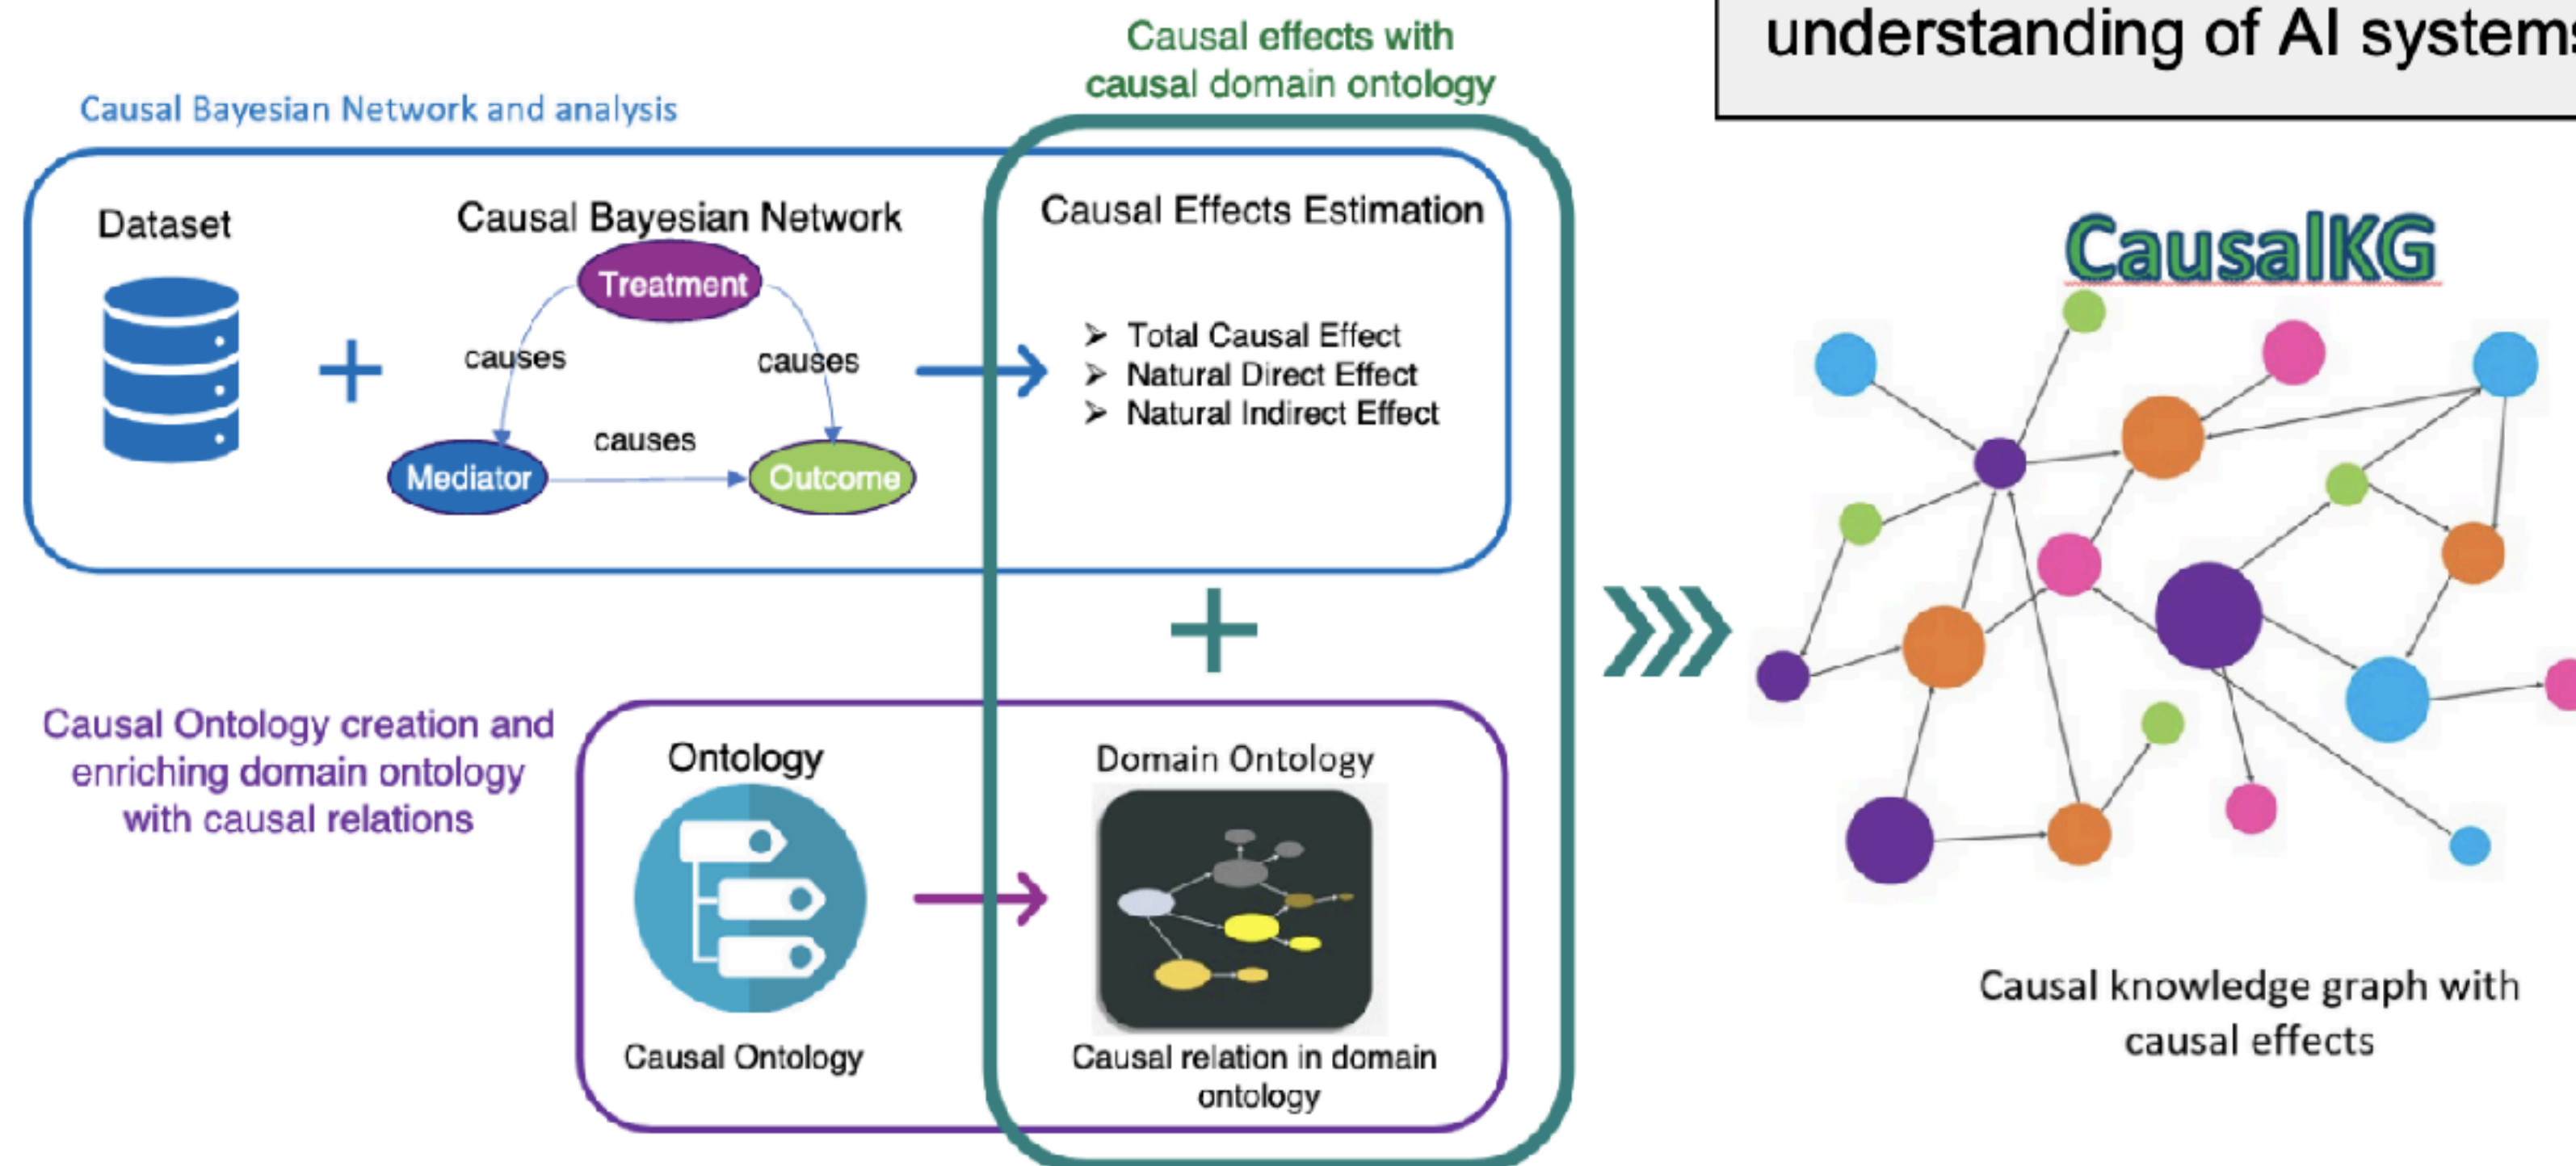 understanding of AI systems
Causal effects with
causal domain ontology
Causal Bayesian Network and analysis
Dataset
Causal Bayesian Network
Treatment
causes
causes
causes
Mediator
Outcome
Causal Effects Estimation
Total Causal Effect
Natural Direct Effect
Natural Indirect Effect
Causal Ontology creation and
enriching domain ontology
with causal relations
Ontology
Causal Ontology
Domain Ontology
Causal relation in domain
ontology
CausalKG
Causal knowledge graph with
causal effects